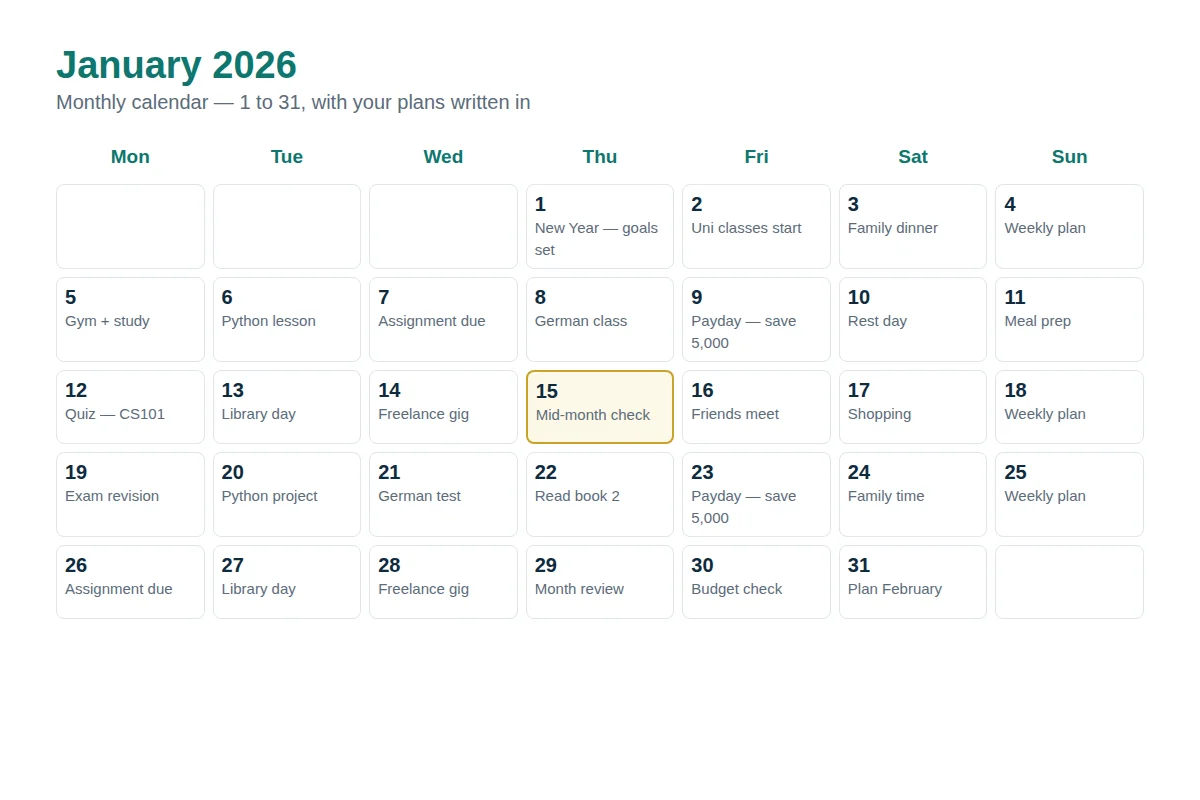 January 2026
Monthly calendar — 1 to 31, with your plans written in
Mon Tue Wed Thu Fri Sat Sun
1
New Year — goals
set
2
Uni classes start
3
Family dinner
4
Weekly plan
5
Gym + study
6
Python lesson
7
Assignment due
8
German class
9
Payday — save
5,000
10
Rest day
11
Meal prep
12
Quiz — CS101
13
Library day
14
Freelance gig
15
Mid-month check
16
Friends meet
17
Shopping
18
Weekly plan
19
Exam revision
20
Python project
21
German test
22
Read book 2
23
Payday — save
5,000
24
Family time
25
Weekly plan
26
Assignment due
27
Library day
28
Freelance gig
29
Month review
30
Budget check
31
Plan February